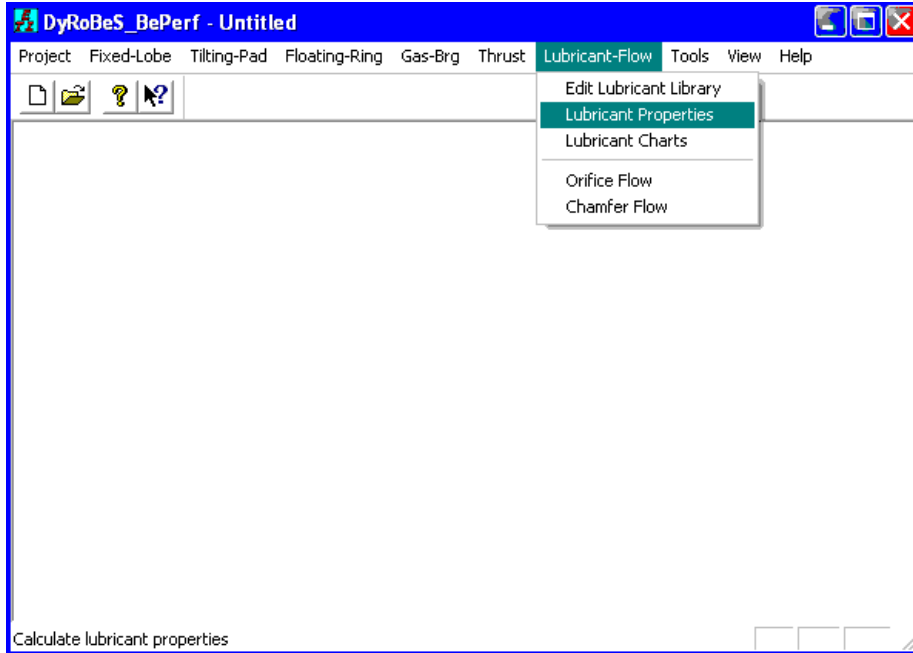 DyRoBeS_BePerf - Untitled
Project Fixed-Lobe Tilting-Pad Floating-Ring Gas-Brg Thrust Lubricant-Flow Tools View Help
Edit Lubricant Library
Lubricant Properties
Lubricant Charts
Orifice Flow
Chamfer Flow
Calculate lubricant properties